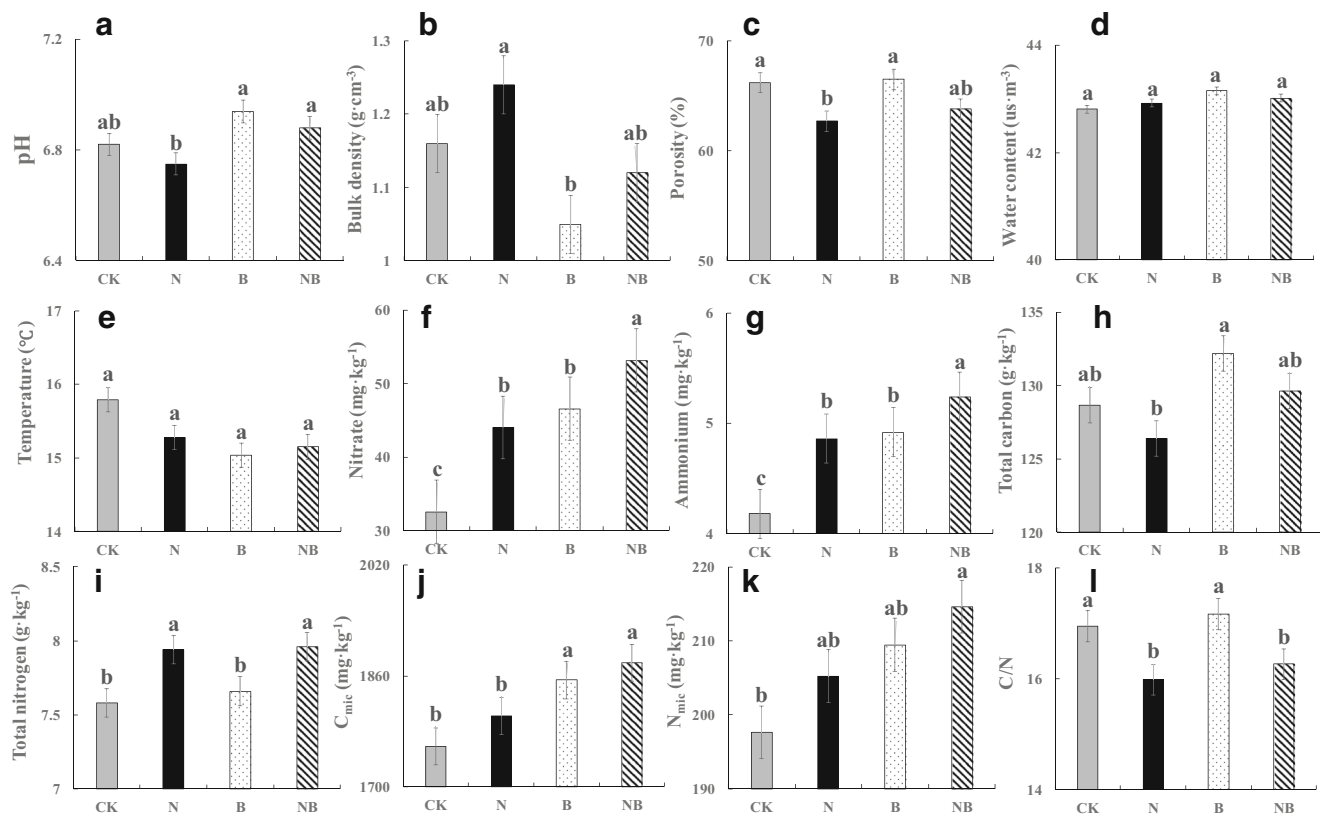 a
pH
7.2
6.8
6.4
ab
b
a
a
CK
N
B
NB
b
Bulk density (g·cm⁻³)
1.3
1.2
1.1
1
ab
a
b
ab
CK
N
B
NB
c
Porosity (%)
70
60
50
a
b
a
ab
CK
N
B
NB
d
Water content (us·m⁻³)
44
42
40
a
a
a
a
CK
N
B
NB
e
Temperature (℃)
17
16
15
14
a
a
a
a
CK
N
B
NB
f
Nitrate (mg·kg⁻¹)
60
50
40
30
c
b
b
a
CK
N
B
NB
g
Ammonium (mg·kg⁻¹)
6
5
4
c
b
b
a
CK
N
B
NB
h
Total carbon (g·kg⁻¹)
135
130
125
120
ab
b
a
ab
CK
N
B
NB
i
Total nitrogen (g·kg⁻¹)
8.5
8
7.5
7
b
a
b
a
CK
N
B
NB
j
Cmic (mg·kg⁻¹)
2020
1860
1700
b
b
a
a
CK
N
B
NB
k
Nmic (mg·kg⁻¹)
220
210
200
190
b
ab
ab
a
CK
N
B
NB
l
C/N
18
16
14
a
b
a
b
CK
N
B
NB